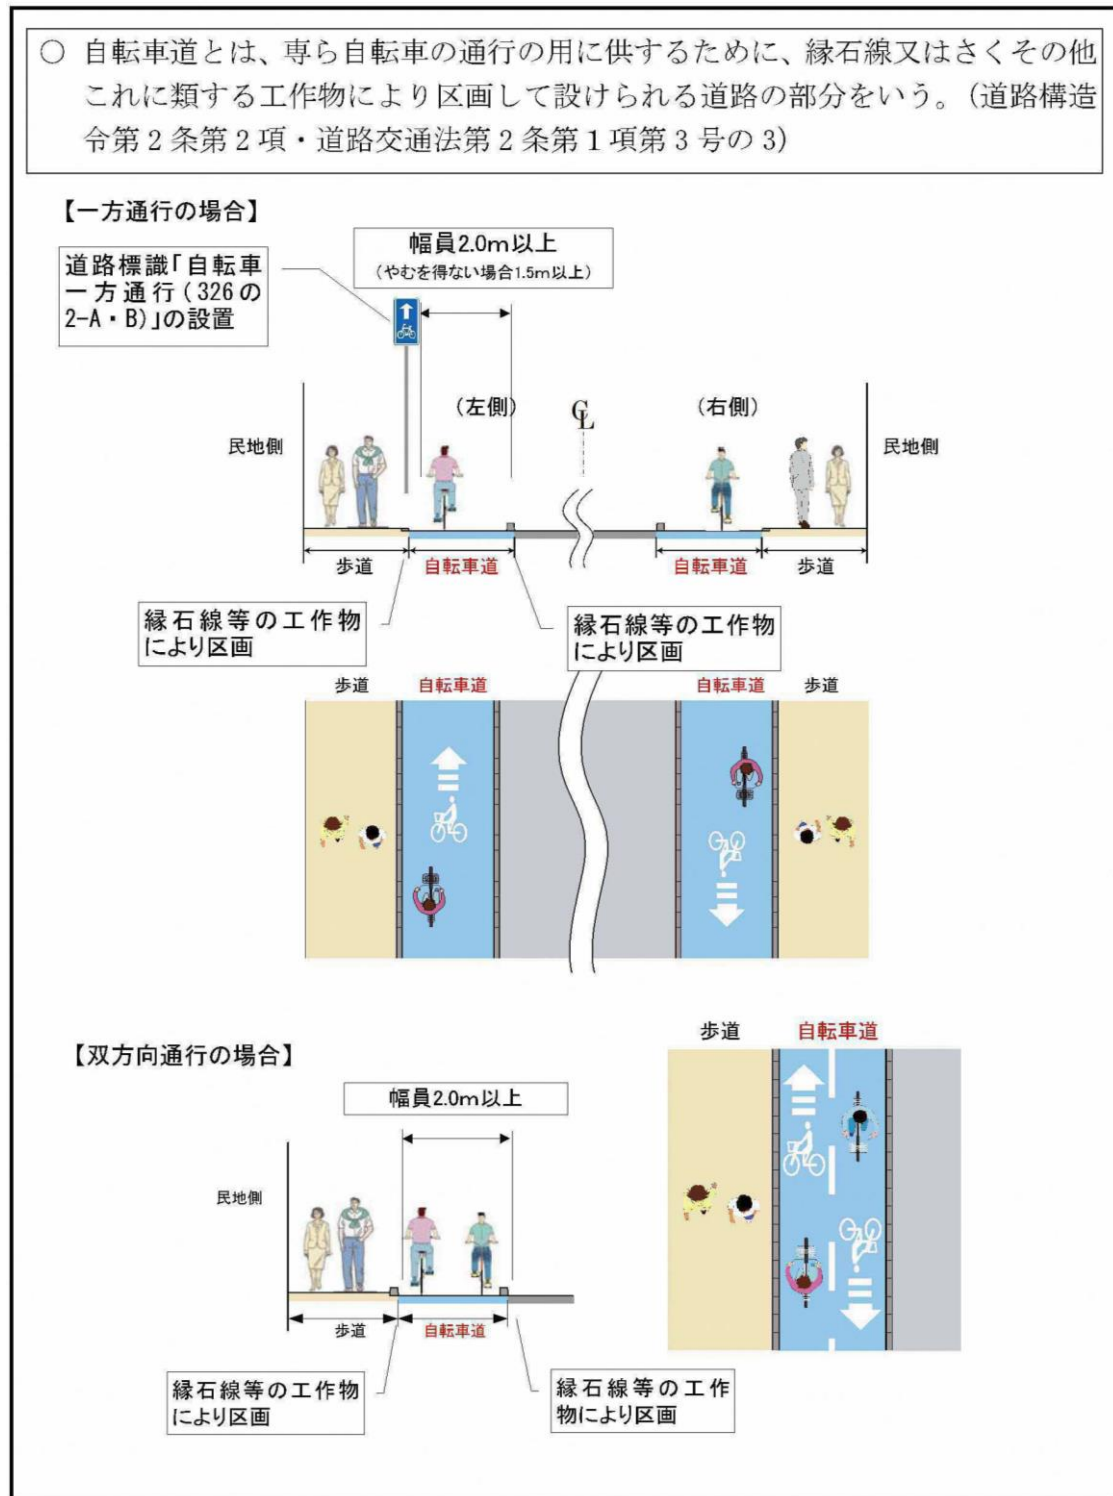 ○ 自転車道とは、専ら自転車の通行の用に供するために、縁石線又はさくその他
これに類する工作物により区画して設けられる道路の部分をいう。(道路構造
令第2条第2項・道路交通法第2条第1項第3号の3)
【一方通行の場合】
道路標識「自転車
一方通行(326の
2-A・B)」の設置
幅員2.0m以上
(やむを得ない場合1.5m以上)
(左側)
CL
(右側)
民地側
民地側
歩道
自転車道
自転車道
歩道
縁石線等の工作物
により区画
縁石線等の工作物
により区画
歩道
自転車道
自転車道
歩道
【双方向通行の場合】
幅員2.0m以上
民地側
歩道
自転車道
縁石線等の工作物
により区画
縁石線等の工作
物により区画
歩道
自転車道